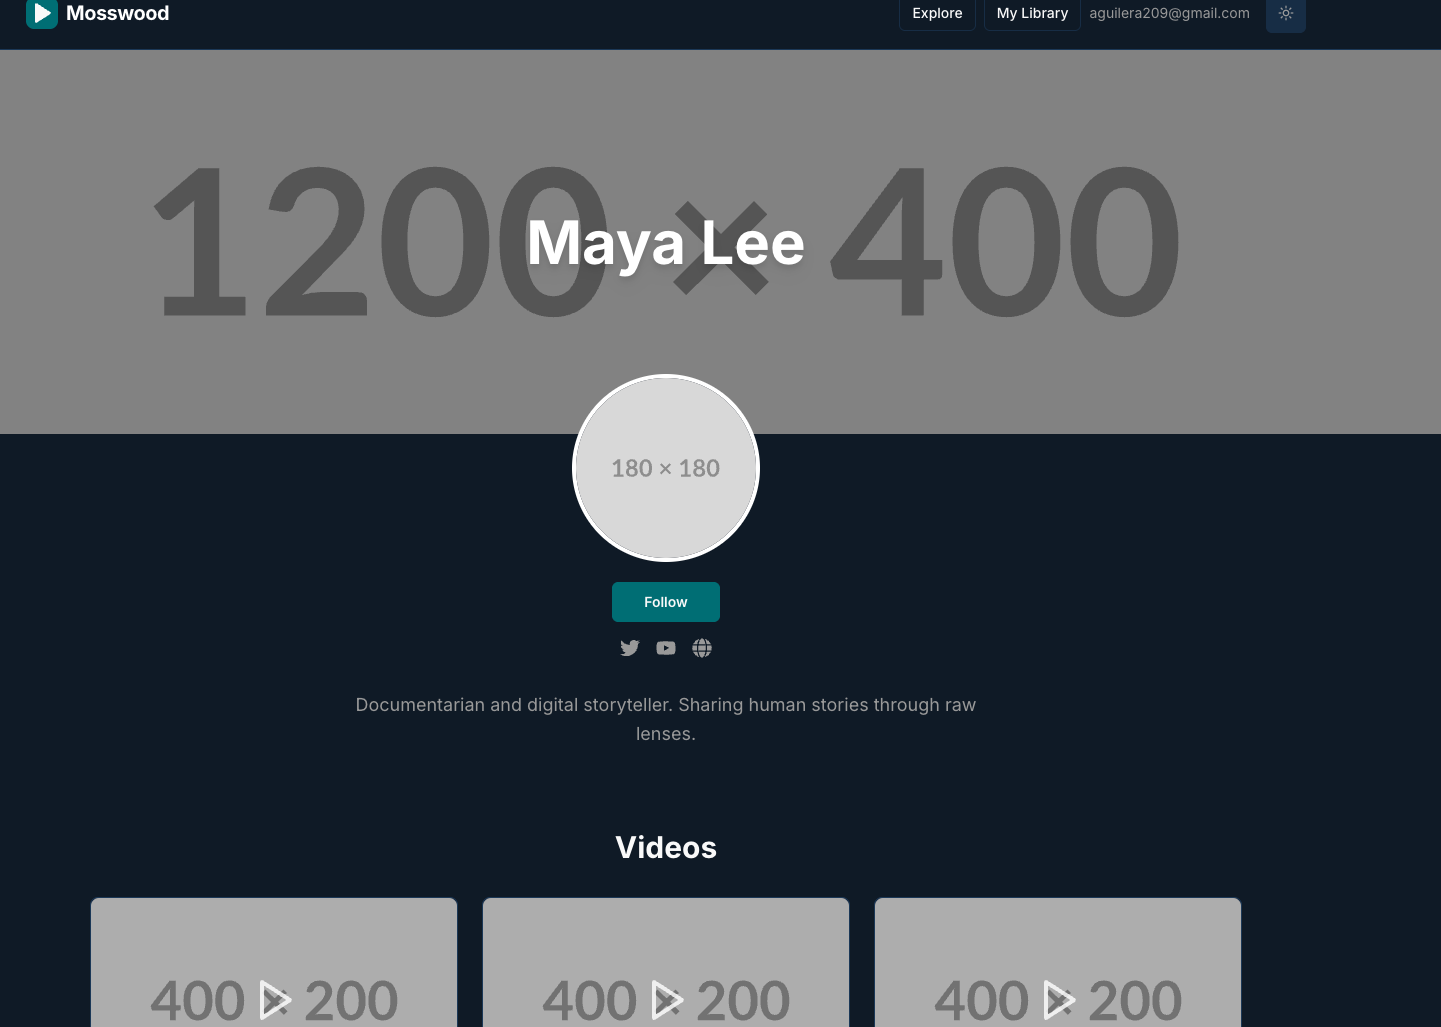 Mosswood
Explore
My Library
aguilera209@gmail.com
1200 × 400
Maya Lee
180 × 180
Follow
Documentarian and digital storyteller. Sharing human stories through raw
lenses.
Videos
400 × 200
400 × 200
400 × 200